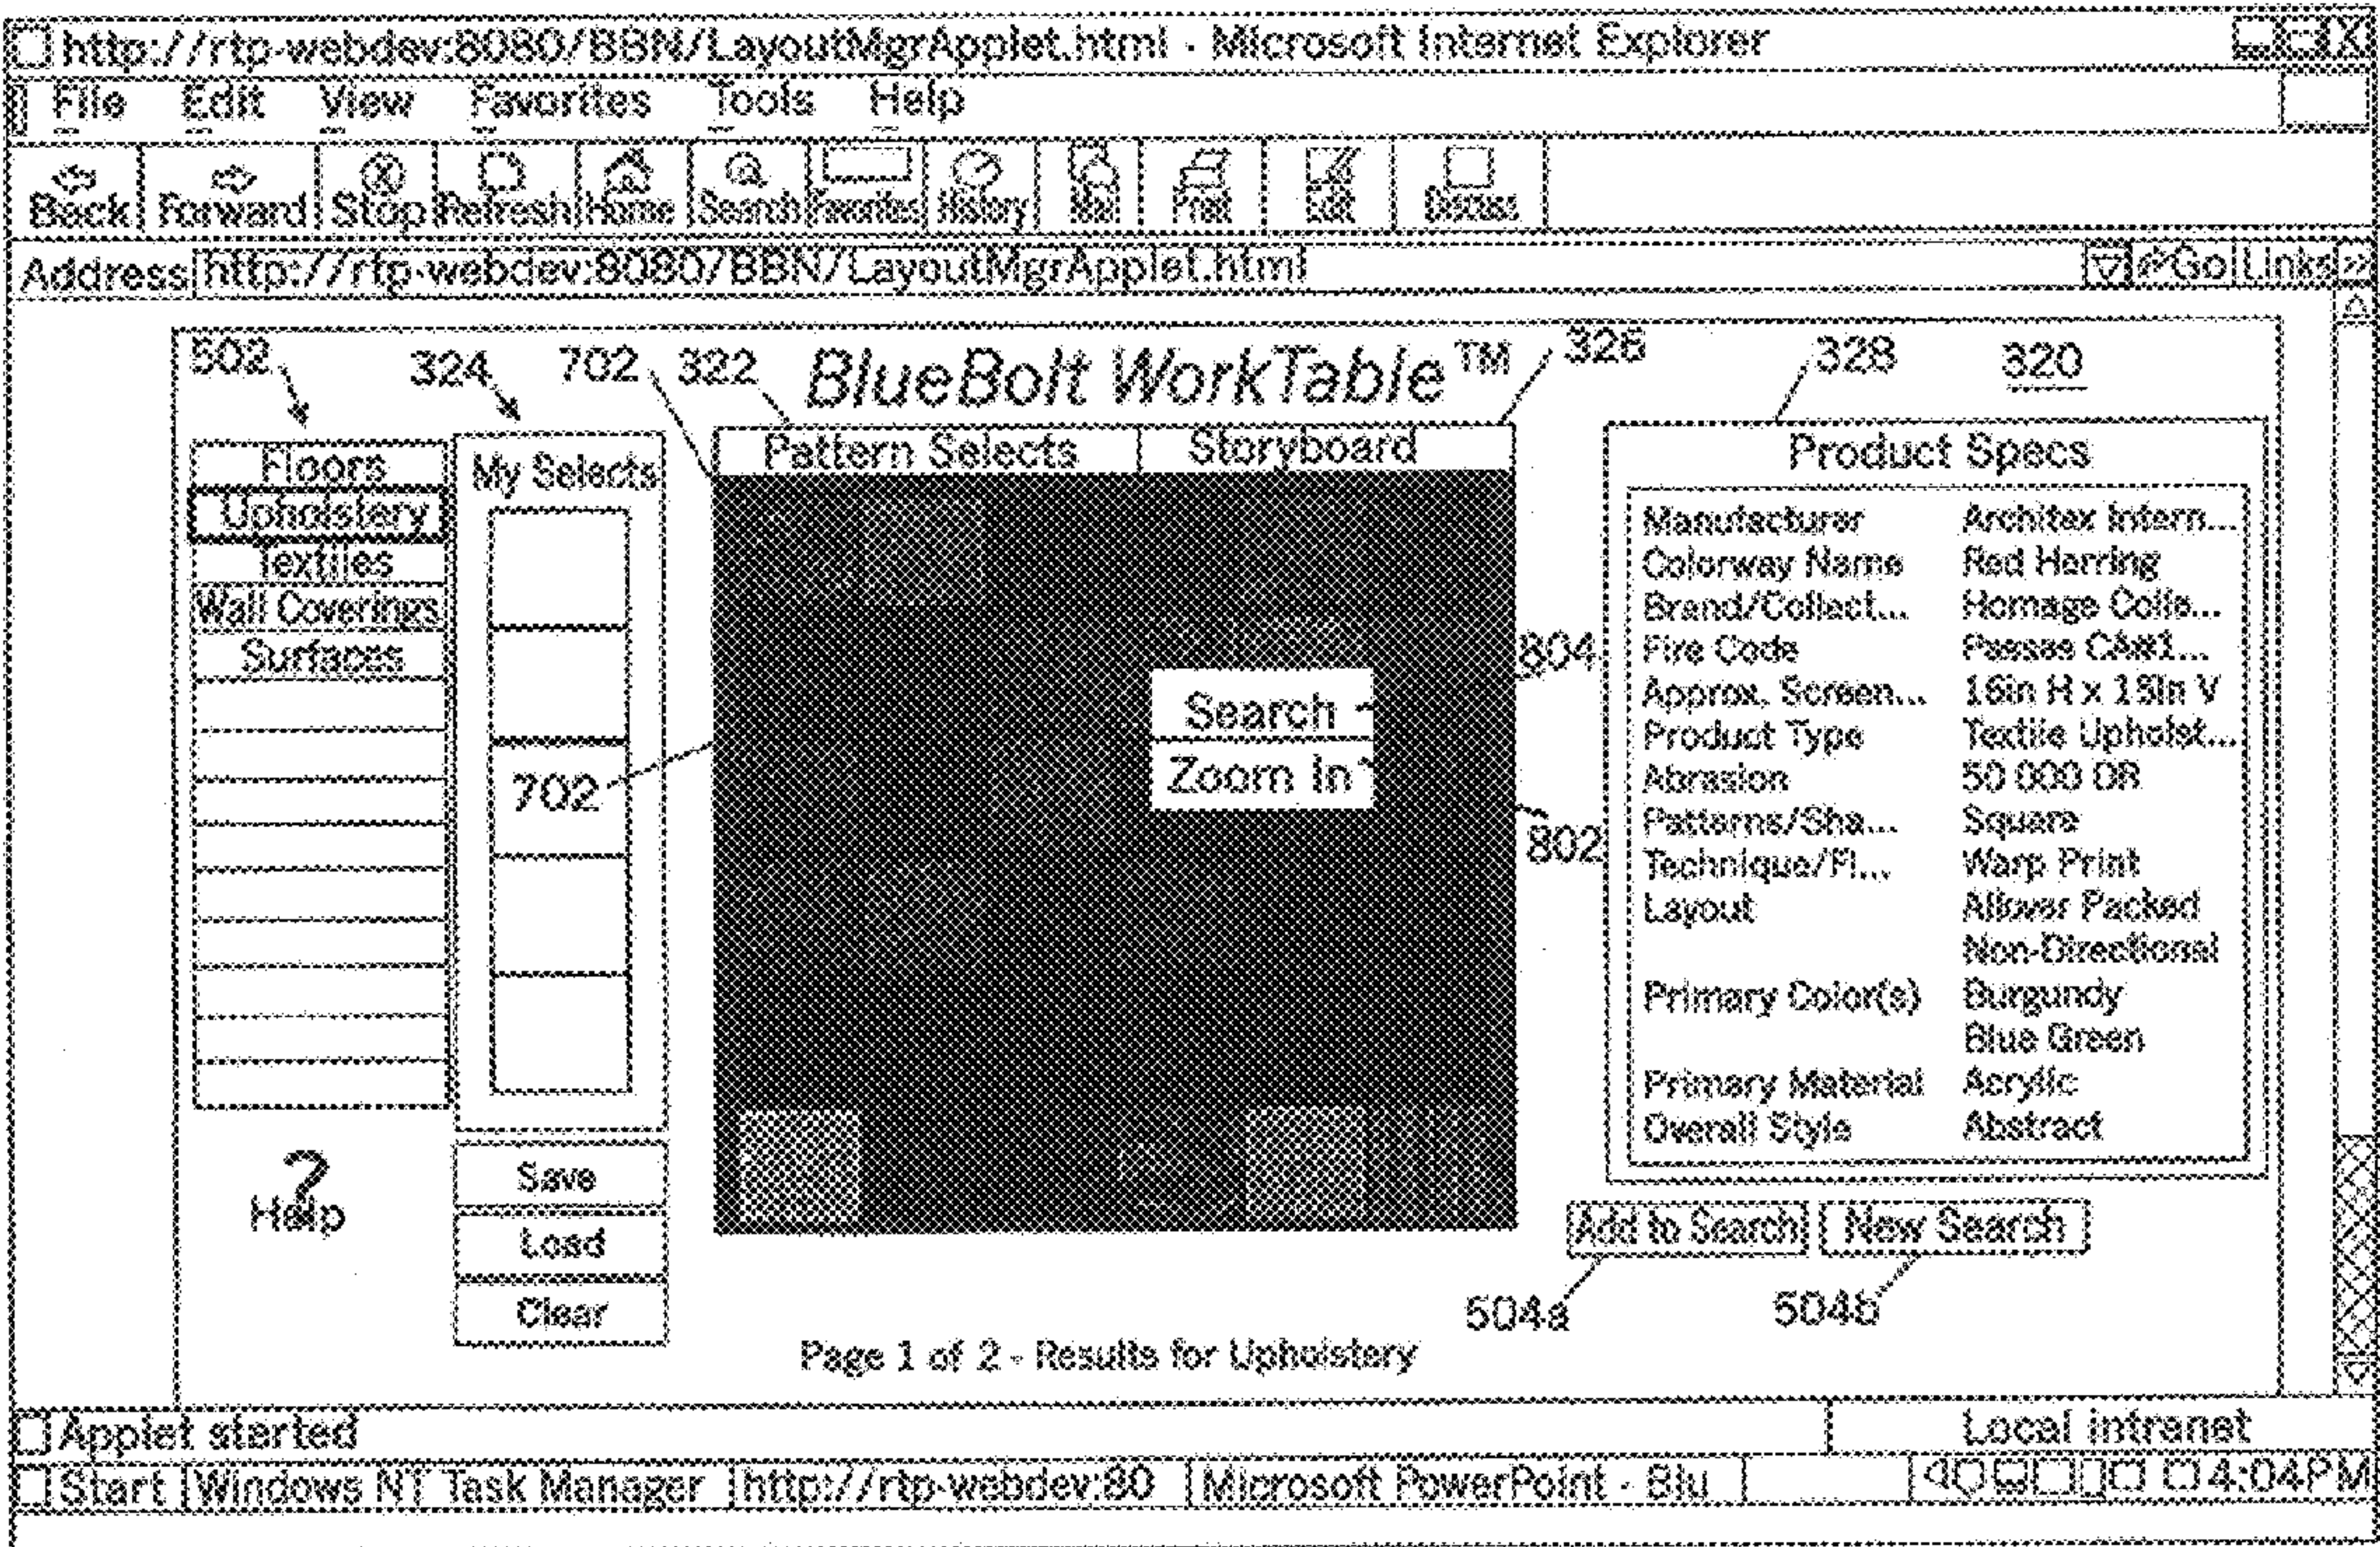 http://rtp-webdev:8080/BBN/LayoutMgrApplet.html - Microsoft Internet Explorer
File Edit View Favorites Tools Help
Back Forward Stop Refresh Home Search Favorites History Mail Print Edit Discuss
Address http://rtp-webdev:8080/BBN/LayoutMgrApplet.html Go Links »
502 324 702 322 BlueBolt WorkTable™ 326 328 320
Floors
Upholstery
Textiles
Wall Coverings
Surfaces
?
Help
My Selects
702
Save
Load
Clear
Pattern Selects Storyboard
Search
Zoom In
804
802
Product Specs
Manufacturer Architex Intern...
Colorway Name Red Herring
Brand/Collect... Homage Colle...
Fire Code Passes CA#1...
Approx. Screen... 16in H x 15in V
Product Type Textile Upholst...
Abrasion 50 000 DR
Patterns/Sha... Square
Technique/Fi... Warp Print
Layout Allover Packed
Non-Directional
Primary Color(s) Burgundy
Blue Green
Primary Material Acrylic
Overall Style Abstract
Add to Search New Search
504a 504b
Page 1 of 2 - Results for Upholstery
Applet started Local intranet
Start Windows NT Task Manager http://rtp-webdev:80 Microsoft PowerPoint - Blu 4:04PM